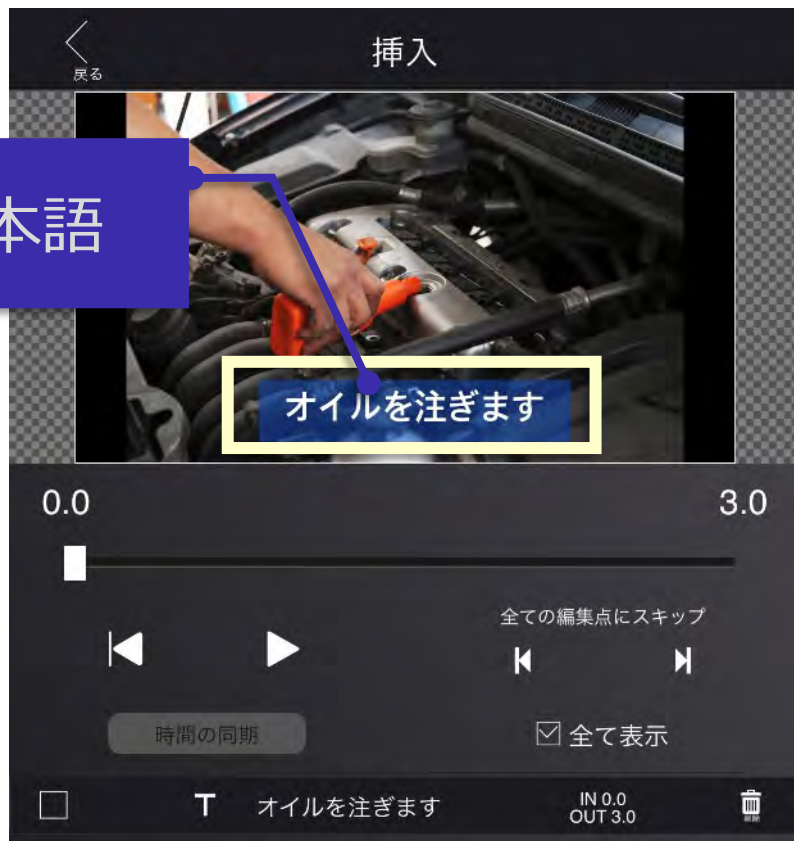 挿入
戻る
本語
オイルを注ぎます
0.0
3.0
全ての編集点にスキップ
時間の同期
全て表示
T オイルを注ぎます
IN 0.0
OUT 3.0
削除